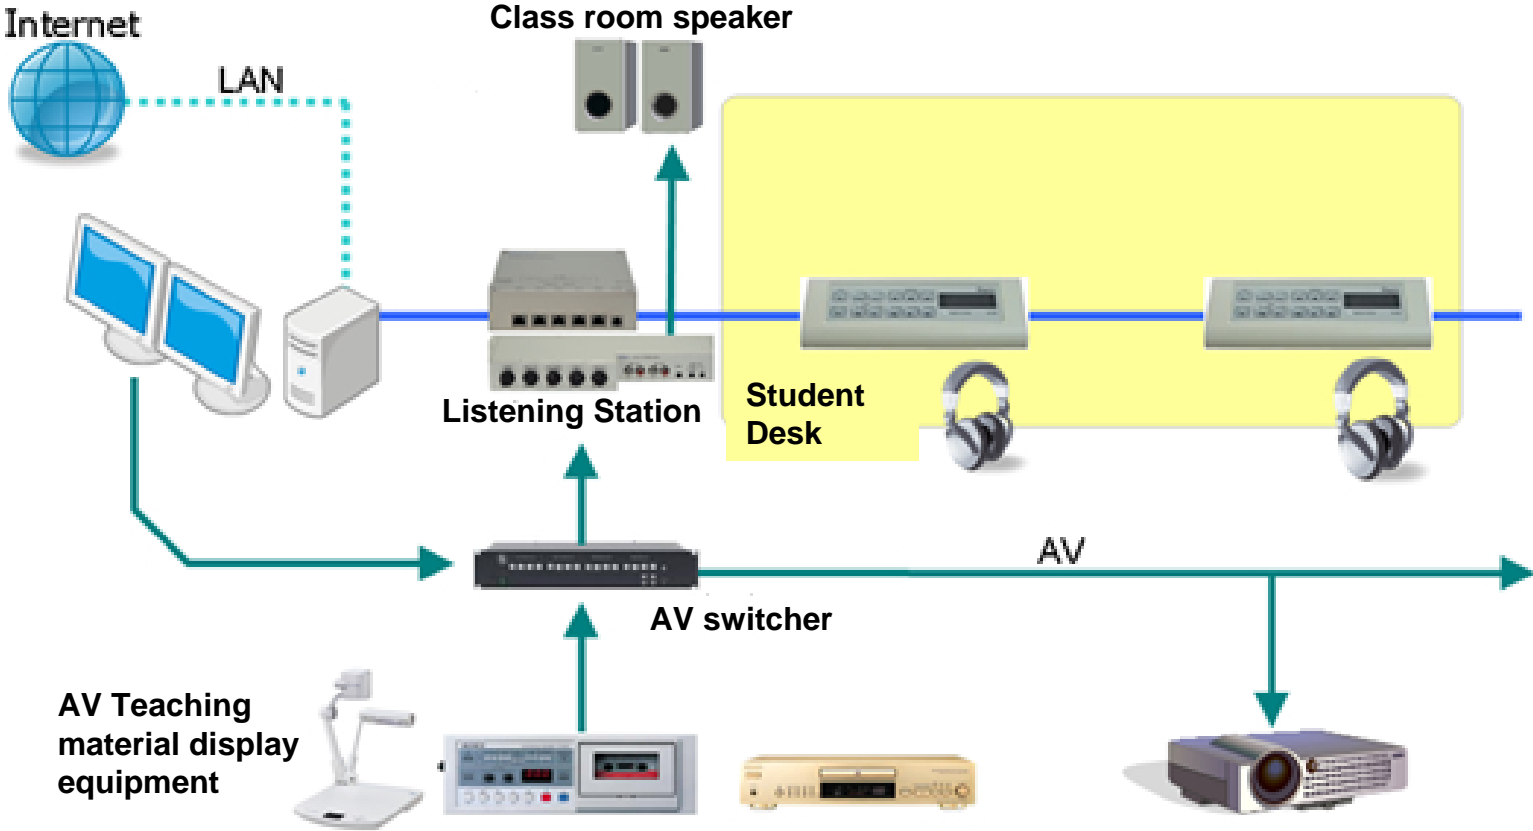 Internet
Class room speaker
LAN
Listening Station
Student
Desk
AV
AV switcher
AV Teaching
material display
equipment